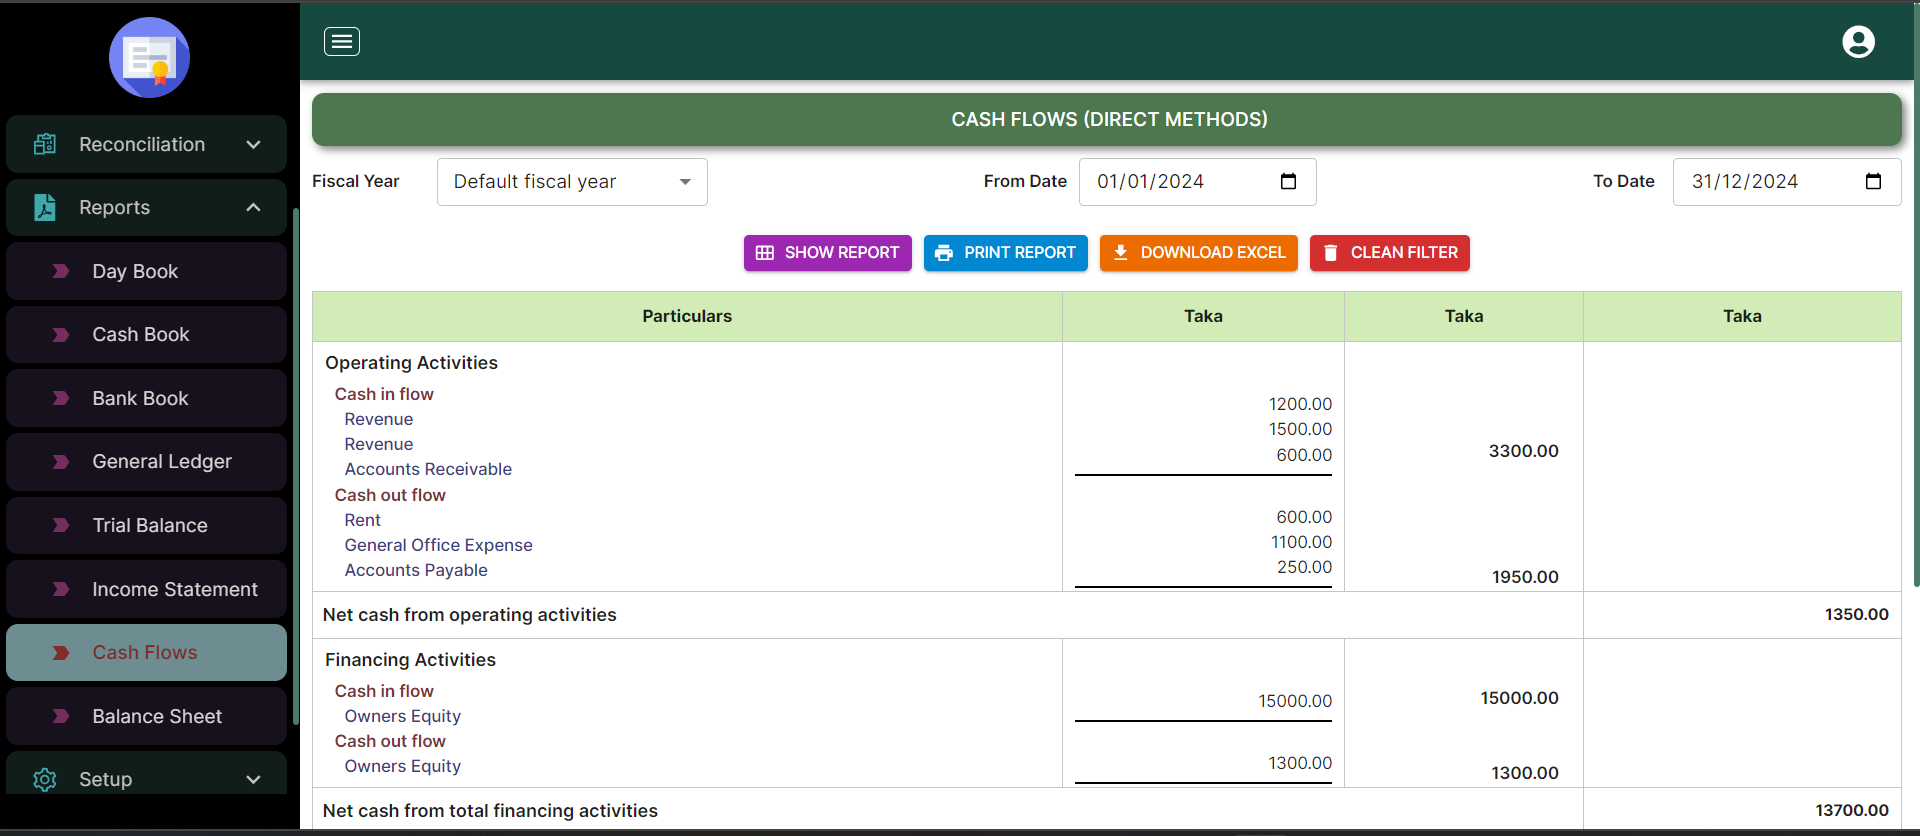 Reconciliation
Reports
Day Book
Cash Book
Bank Book
General Ledger
Trial Balance
Income Statement
Cash Flows
Balance Sheet
Setup
CASH FLOWS (DIRECT METHODS)
Fiscal Year Default fiscal year From Date 01/01/2024 To Date 31/12/2024
SHOW REPORT PRINT REPORT DOWNLOAD EXCEL CLEAN FILTER
Particulars Taka Taka Taka
Operating Activities
Cash in flow
Revenue 1200.00
Revenue 1500.00
Accounts Receivable 600.00 3300.00
Cash out flow
Rent 600.00
General Office Expense 1100.00
Accounts Payable 250.00 1950.00
Net cash from operating activities 1350.00
Financing Activities
Cash in flow
Owners Equity 15000.00 15000.00
Cash out flow
Owners Equity 1300.00 1300.00
Net cash from total financing activities 13700.00